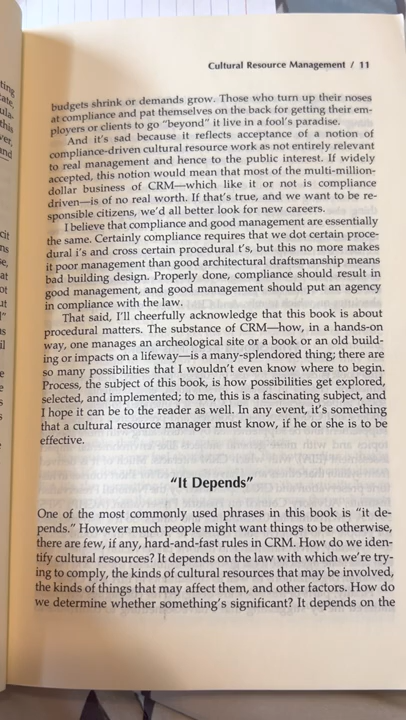 Cultural Resource Management / 11
budgets shrink or demands grow. Those who turn up their noses
at compliance and pat themselves on the back for getting their em-
ployers or clients to go "beyond" it live in a fool's paradise.
And it's sad because it reflects acceptance of a notion of
compliance-driven cultural resource work as not entirely relevant
to real management and hence to the public interest. If widely
accepted, this notion would mean that most of the multi-million-
dollar business of CRM—which like it or not is compliance
driven—is of no real worth. If that's true, and we want to be re-
sponsible citizens, we'd all better look for new careers.
I believe that compliance and good management are essentially
the same. Certainly compliance requires that we dot certain proce-
dural i's and cross certain procedural t's, but this no more makes
it poor management than good architectural draftsmanship means
bad building design. Properly done, compliance should result in
good management, and good management should put an agency
in compliance with the law.
That said, I'll cheerfully acknowledge that this book is about
procedural matters. The substance of CRM—how, in a hands-on
way, one manages an archeological site or a book or an old build-
ing or impacts on a lifeway—is a many-splendored thing; there are
so many possibilities that I wouldn't even know where to begin.
Process, the subject of this book, is how possibilities get explored,
selected, and implemented; to me, this is a fascinating subject, and
I hope it can be to the reader as well. In any event, it's something
that a cultural resource manager must know, if he or she is to be
effective.
"It Depends"
One of the most commonly used phrases in this book is "it de-
pends." However much people might want things to be otherwise,
there are few, if any, hard-and-fast rules in CRM. How do we iden-
tify cultural resources? It depends on the law with which we're try-
ing to comply, the kinds of cultural resources that may be involved,
the kinds of things that may affect them, and other factors. How do
we determine whether something's significant? It depends on the